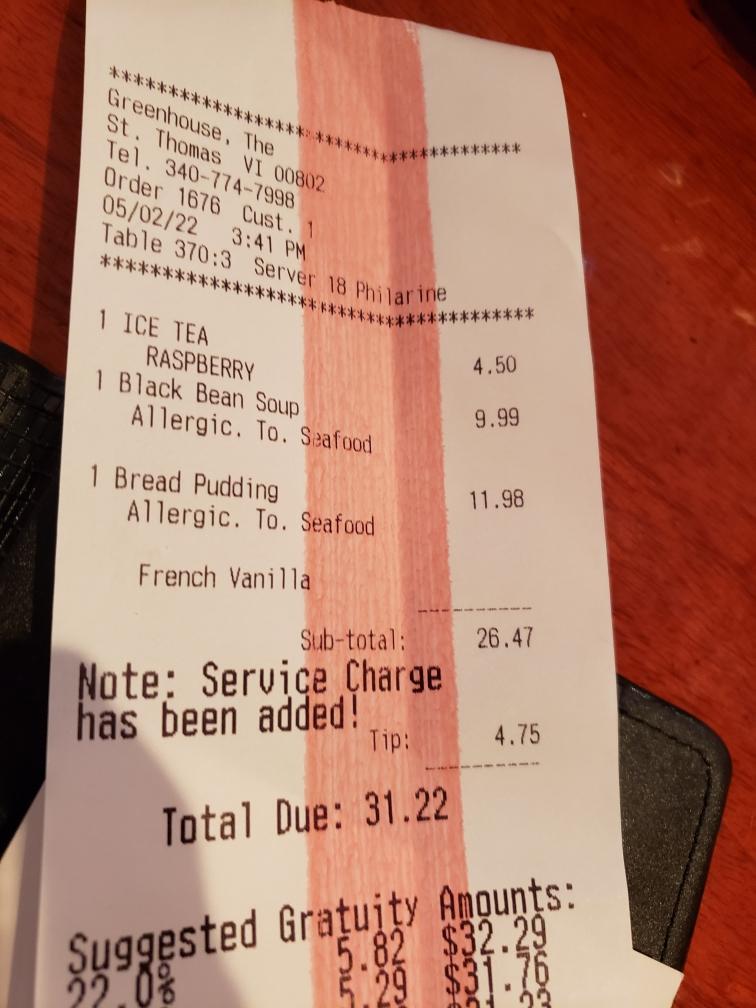 ****************************************
Greenhouse, The
St. Thomas VI 00802
Tel. 340-774-7998
Order 1676 Cust. 1
05/02/22 3:41 PM
Table 370:3 Server 18 Philarine
****************************************
1 ICE TEA
RASPBERRY 4.50
1 Black Bean Soup 9.99
Allergic. To. Seafood
1 Bread Pudding 11.98
Allergic. To. Seafood
French Vanilla
--------------
Sub-total: 26.47
Note: Service Charge
has been added!
Tip: 4.75
--------------
Total Due: 31.22
Suggested Gratuity Amounts:
22.0% 5.82 $32.29
5.29 $31.76